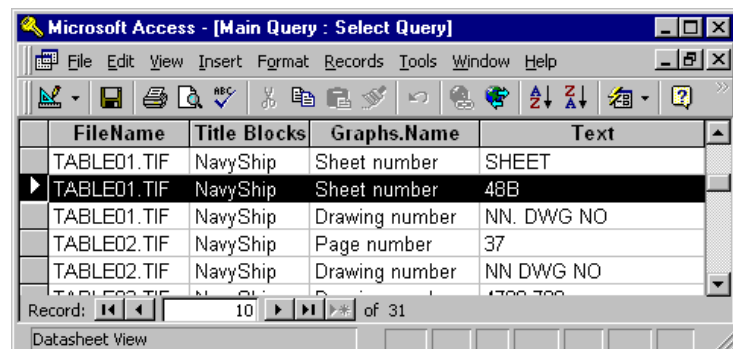 Microsoft Access - [Main Query : Select Query]
File Edit View Insert Format Records Tools Window Help
FileName Title Blocks Graphs.Name Text
TABLE01.TIF NavyShip Sheet number SHEET
TABLE01.TIF NavyShip Sheet number 48B
TABLE01.TIF NavyShip Drawing number NN. DWG NO
TABLE02.TIF NavyShip Page number 37
TABLE02.TIF NavyShip Drawing number NN DWG NO
Record: 10 of 31
Datasheet View